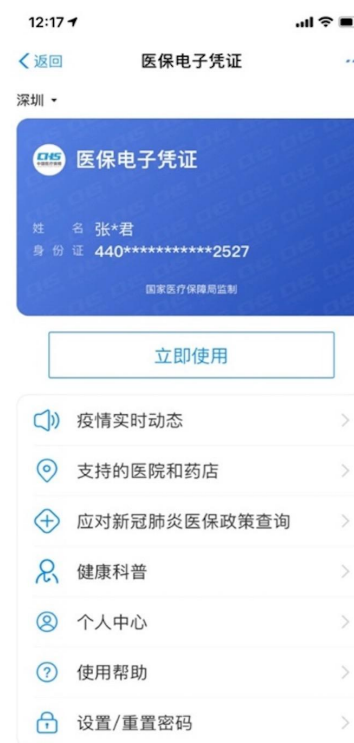 12:17
返回
医保电子凭证
深圳
CHS
医保电子凭证
姓 名 张*君
身 份 证 440***********2527
国家医疗保障局监制
立即使用
疫情实时动态
支持的医院和药店
应对新冠肺炎医保政策查询
健康科普
个人中心
使用帮助
设置/重置密码